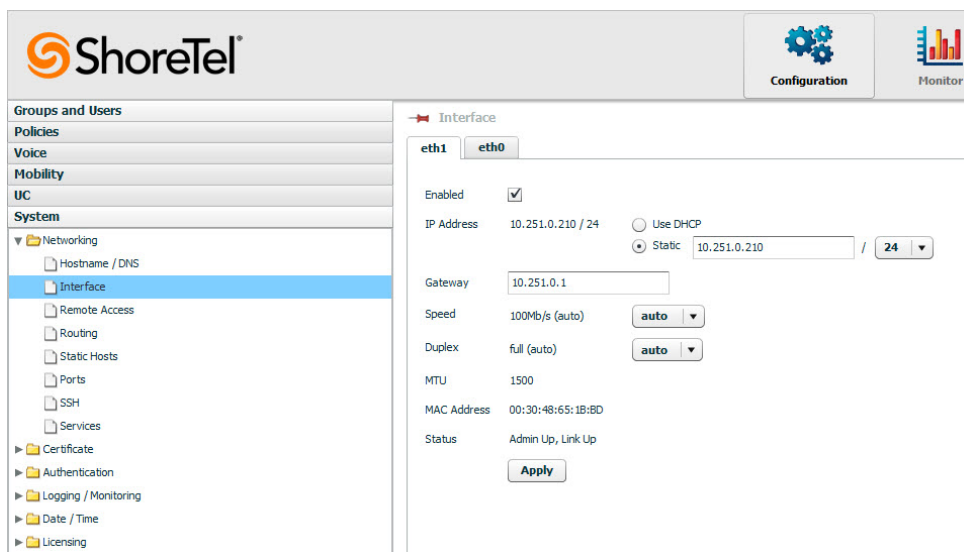 ShoreTel®
Configuration
Monitor
Groups and Users
Policies
Voice
Mobility
UC
System
Networking
Hostname / DNS
Interface
Remote Access
Routing
Static Hosts
Ports
SSH
Services
Certificate
Authentication
Logging / Monitoring
Date / Time
Licensing
Interface
eth1 eth0
Enabled
IP Address 10.251.0.210 / 24 Use DHCP
Static 10.251.0.210 / 24
Gateway 10.251.0.1
Speed 100Mb/s (auto) auto
Duplex full (auto) auto
MTU 1500
MAC Address 00:30:48:65:1B:BD
Status Admin Up, Link Up
Apply